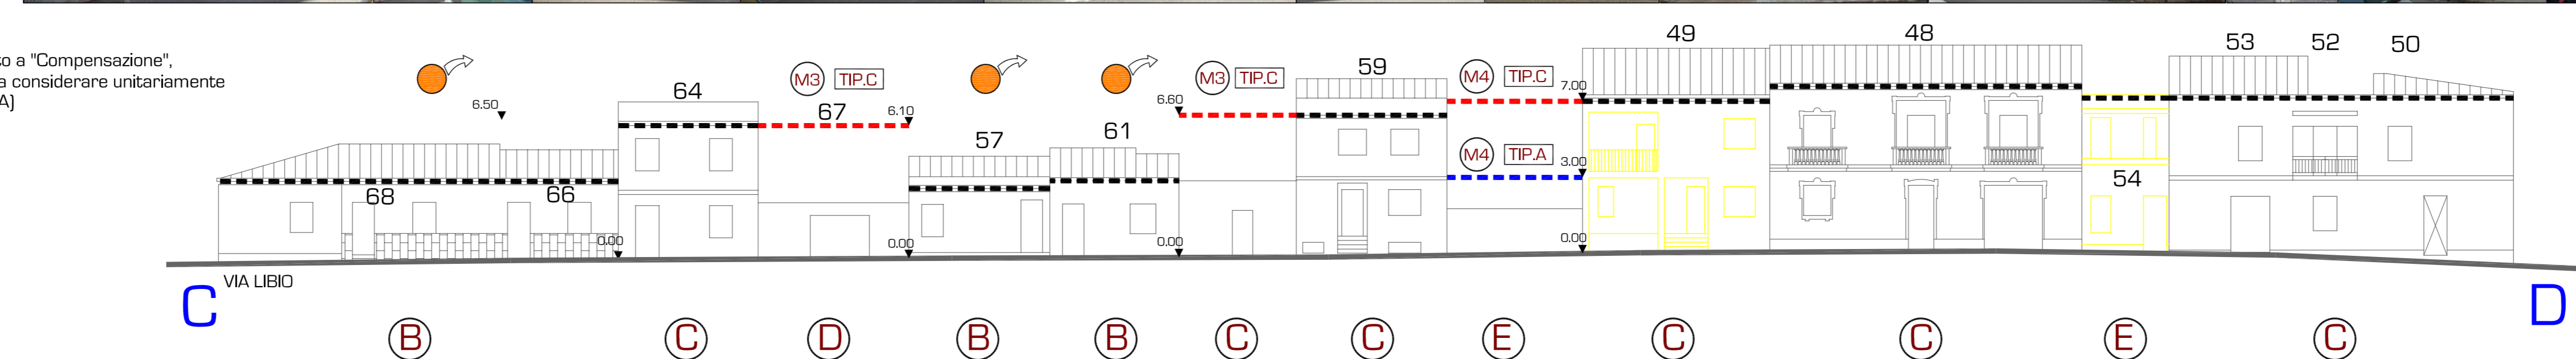 o a "Compensazione",
a considerare unitariamente
A)
6.50
64
M3 TIP.C
67
6.10
57
61
6.60
M3 TIP.C
59
M4 TIP.C
7.00
49
48
53
52
50
M4 TIP.A
3.00
54
68
66
0.00
0.00
0.00
0.00
VIA LIBIO
C
D
B
C
D
B
B
C
C
E
C
C
E
C